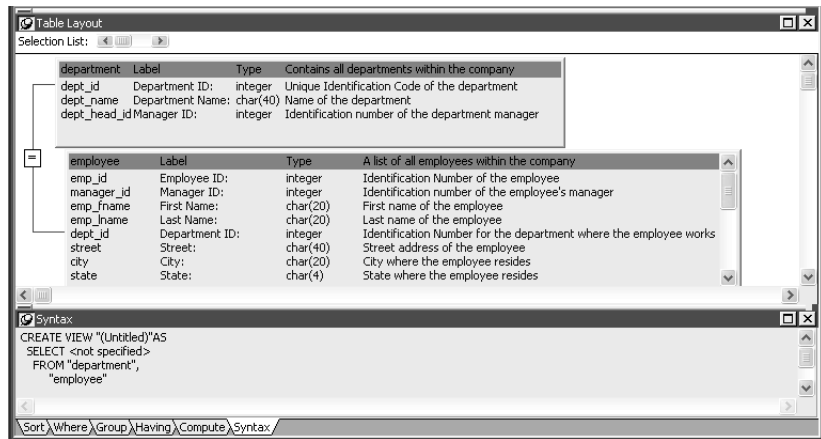 Table Layout
Selection List:
department Label Type Contains all departments within the company
dept_id Department ID: integer Unique Identification Code of the department
dept_name Department Name: char(40) Name of the department
dept_head_id Manager ID: integer Identification number of the department manager
=
employee Label Type A list of all employees within the company
emp_id Employee ID: integer Identification Number of the employee
manager_id Manager ID: integer Identification number of the employee's manager
emp_fname First Name: char(20) First name of the employee
emp_lname Last Name: char(20) Last name of the employee
dept_id Department ID: integer Identification Number for the department where the employee works
street Street: char(40) Street address of the employee
city City: char(20) City where the employee resides
state State: char(4) State where the employee resides
Syntax
CREATE VIEW "(Untitled)"AS
SELECT <not specified>
FROM "department",
"employee"
Sort Where Group Having Compute Syntax